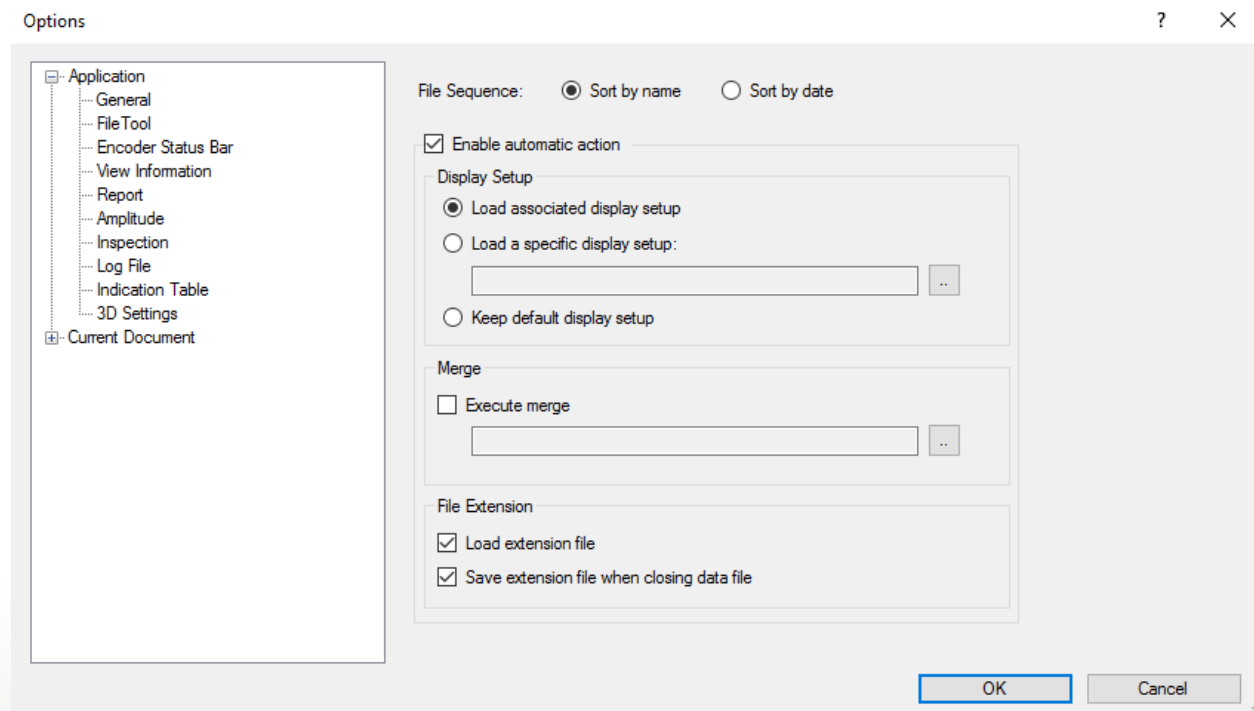 Options
?
Application
General
FileTool
Encoder Status Bar
View Information
Report
Amplitude
Inspection
Log File
Indication Table
3D Settings
Current Document
File Sequence: Sort by name Sort by date
Enable automatic action
Display Setup
Load associated display setup
Load a specific display setup:
..
Keep default display setup
Merge
Execute merge
..
File Extension
Load extension file
Save extension file when closing data file
OK Cancel